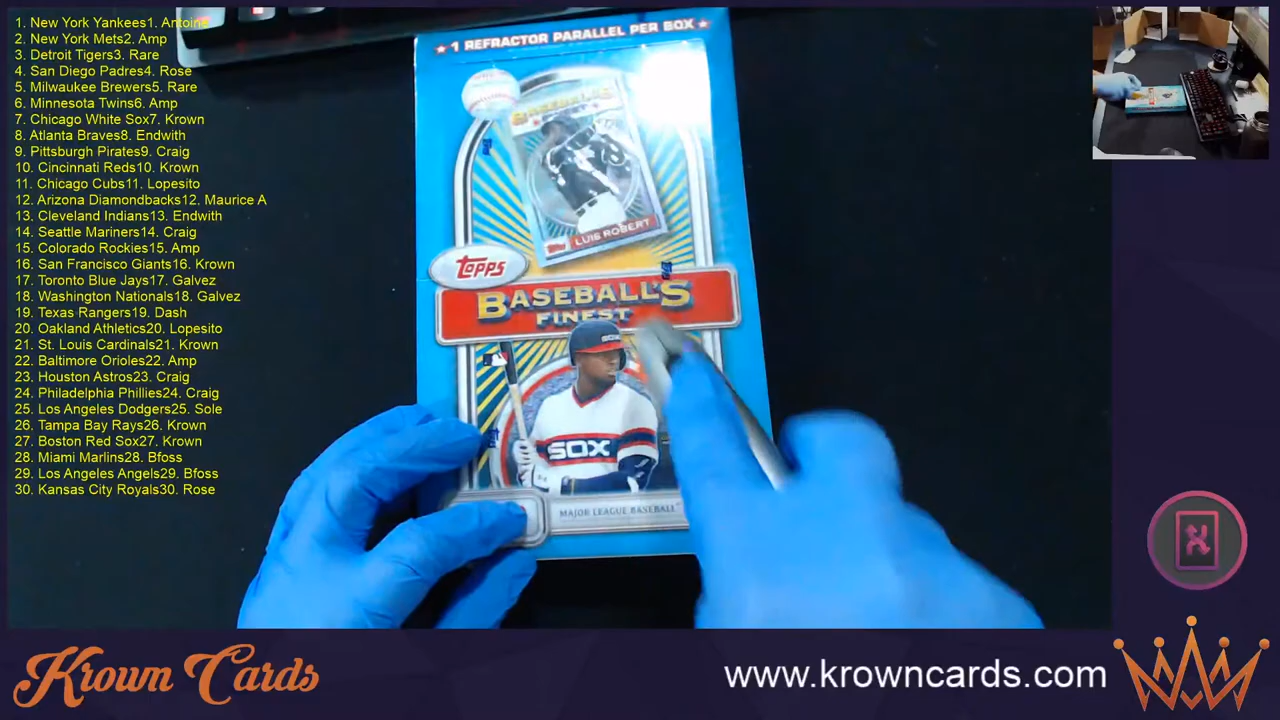 1. New York Yankees1. Antoine
2. New York Mets2. Amp
3. Detroit Tigers3. Rare
4. San Diego Padres4. Rose
5. Milwaukee Brewers5. Rare
6. Minnesota Twins6. Amp
7. Chicago White Sox7. Krown
8. Atlanta Braves8. Endwith
9. Pittsburgh Pirates9. Craig
10. Cincinnati Reds10. Krown
11. Chicago Cubs11. Lopesito
12. Arizona Diamondbacks12. Maurice A
13. Cleveland Indians13. Endwith
14. Seattle Mariners14. Craig
15. Colorado Rockies15. Amp
16. San Francisco Giants16. Krown
17. Toronto Blue Jays17. Galvez
18. Washington Nationals18. Galvez
19. Texas Rangers19. Dash
20. Oakland Athletics20. Lopesito
21. St. Louis Cardinals21. Krown
22. Baltimore Orioles22. Amp
23. Houston Astros23. Craig
24. Philadelphia Phillies24. Craig
25. Los Angeles Dodgers25. Sole
26. Tampa Bay Rays26. Krown
27. Boston Red Sox27. Krown
28. Miami Marlins28. Bfoss
29. Los Angeles Angels29. Bfoss
30. Kansas City Royals30. Rose
★ 1 REFRACTOR PARALLEL PER BOX ★
BASEBALL'S
LUIS ROBERT
TOPPS
BASEBALL'S
FINEST
SOX
SOX
MAJOR LEAGUE BASEBALL
Krown Cards
www.krowncards.com